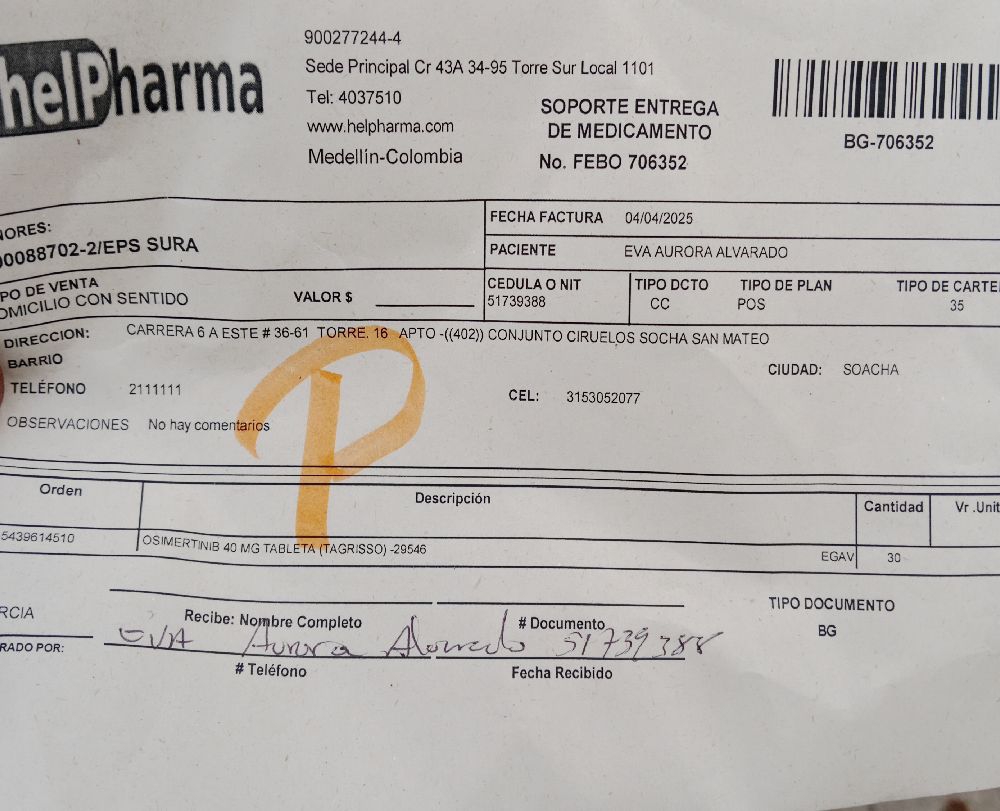 helPharma
900277244-4
Sede Principal Cr 43A 34-95 Torre Sur Local 1101
Tel: 4037510
www.helpharma.com
Medellín-Colombia
SOPORTE ENTREGA
DE MEDICAMENTO
No. FEBO 706352
BG-706352
ÑORES:
00088702-2/EPS SURA
FECHA FACTURA 04/04/2025
PACIENTE EVA AURORA ALVARADO
PO DE VENTA
OMICILIO CON SENTIDO
VALOR $
CEDULA O NIT
51739388
TIPO DCTO
CC
TIPO DE PLAN
POS
TIPO DE CARTE
35
DIRECCION: CARRERA 6 A ESTE # 36-61 TORRE. 16 APTO -((402)) CONJUNTO CIRUELOS SOCHA SAN MATEO
BARRIO
CIUDAD: SOACHA
TELÉFONO 2111111
CEL: 3153052077
OBSERVACIONES No hay comentarios
P
Orden Descripción Cantidad Vr .Unit
5439614510 OSIMERTINIB 40 MG TABLETA (TAGRISSO) -29546 EGAV 30
RCIA
RADO POR:
Recibe: Nombre Completo # Documento
EVA Aurora Alvarado 51739388
# Teléfono Fecha Recibido
TIPO DOCUMENTO
BG